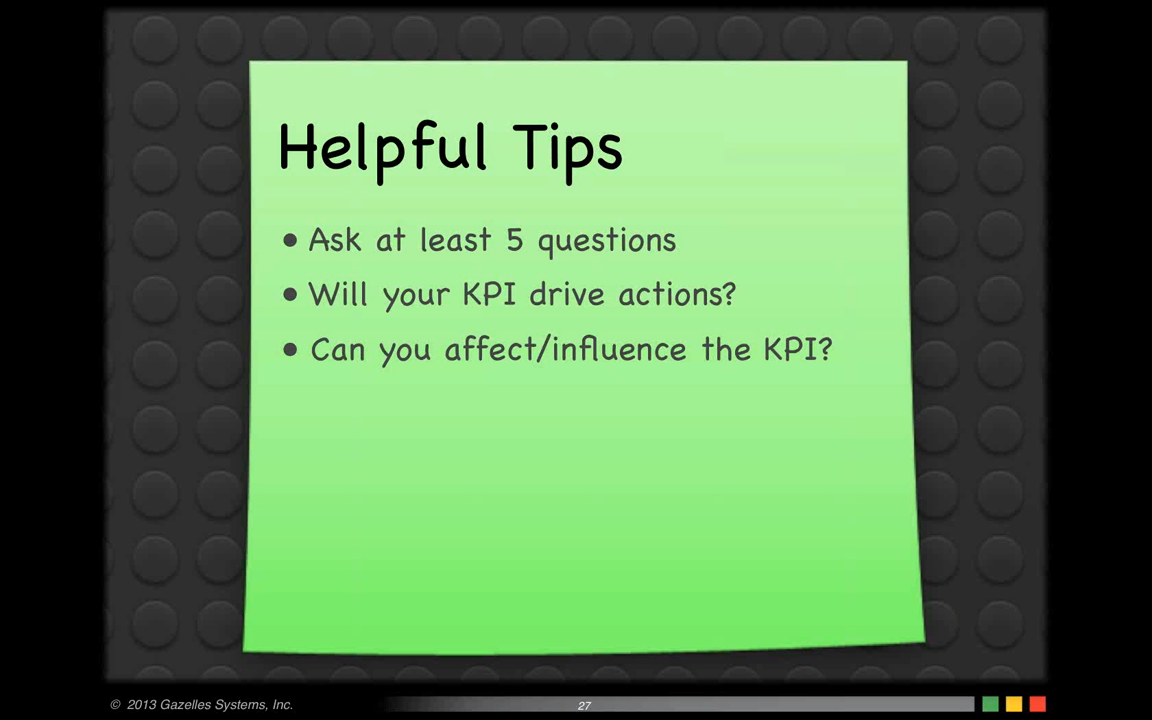 Helpful Tips
• Ask at least 5 questions
• Will your KPI drive actions?
• Can you affect/influence the KPI?
© 2013 Gazelles Systems, Inc.
27